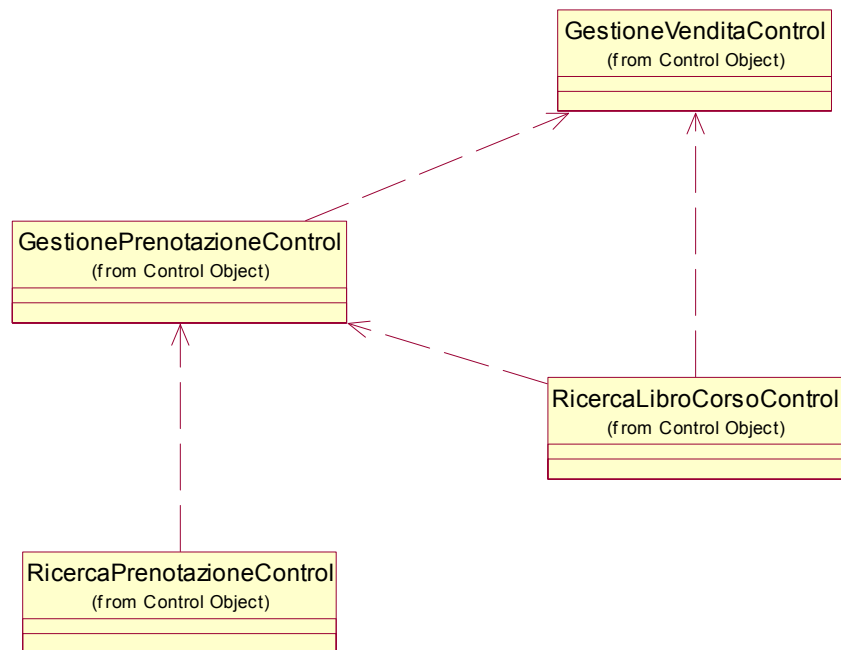 GestioneVenditaControl
(from Control Object)
GestionePrenotazioneControl
(from Control Object)
RicercaLibroCorsoControl
(from Control Object)
RicercaPrenotazioneControl
(from Control Object)